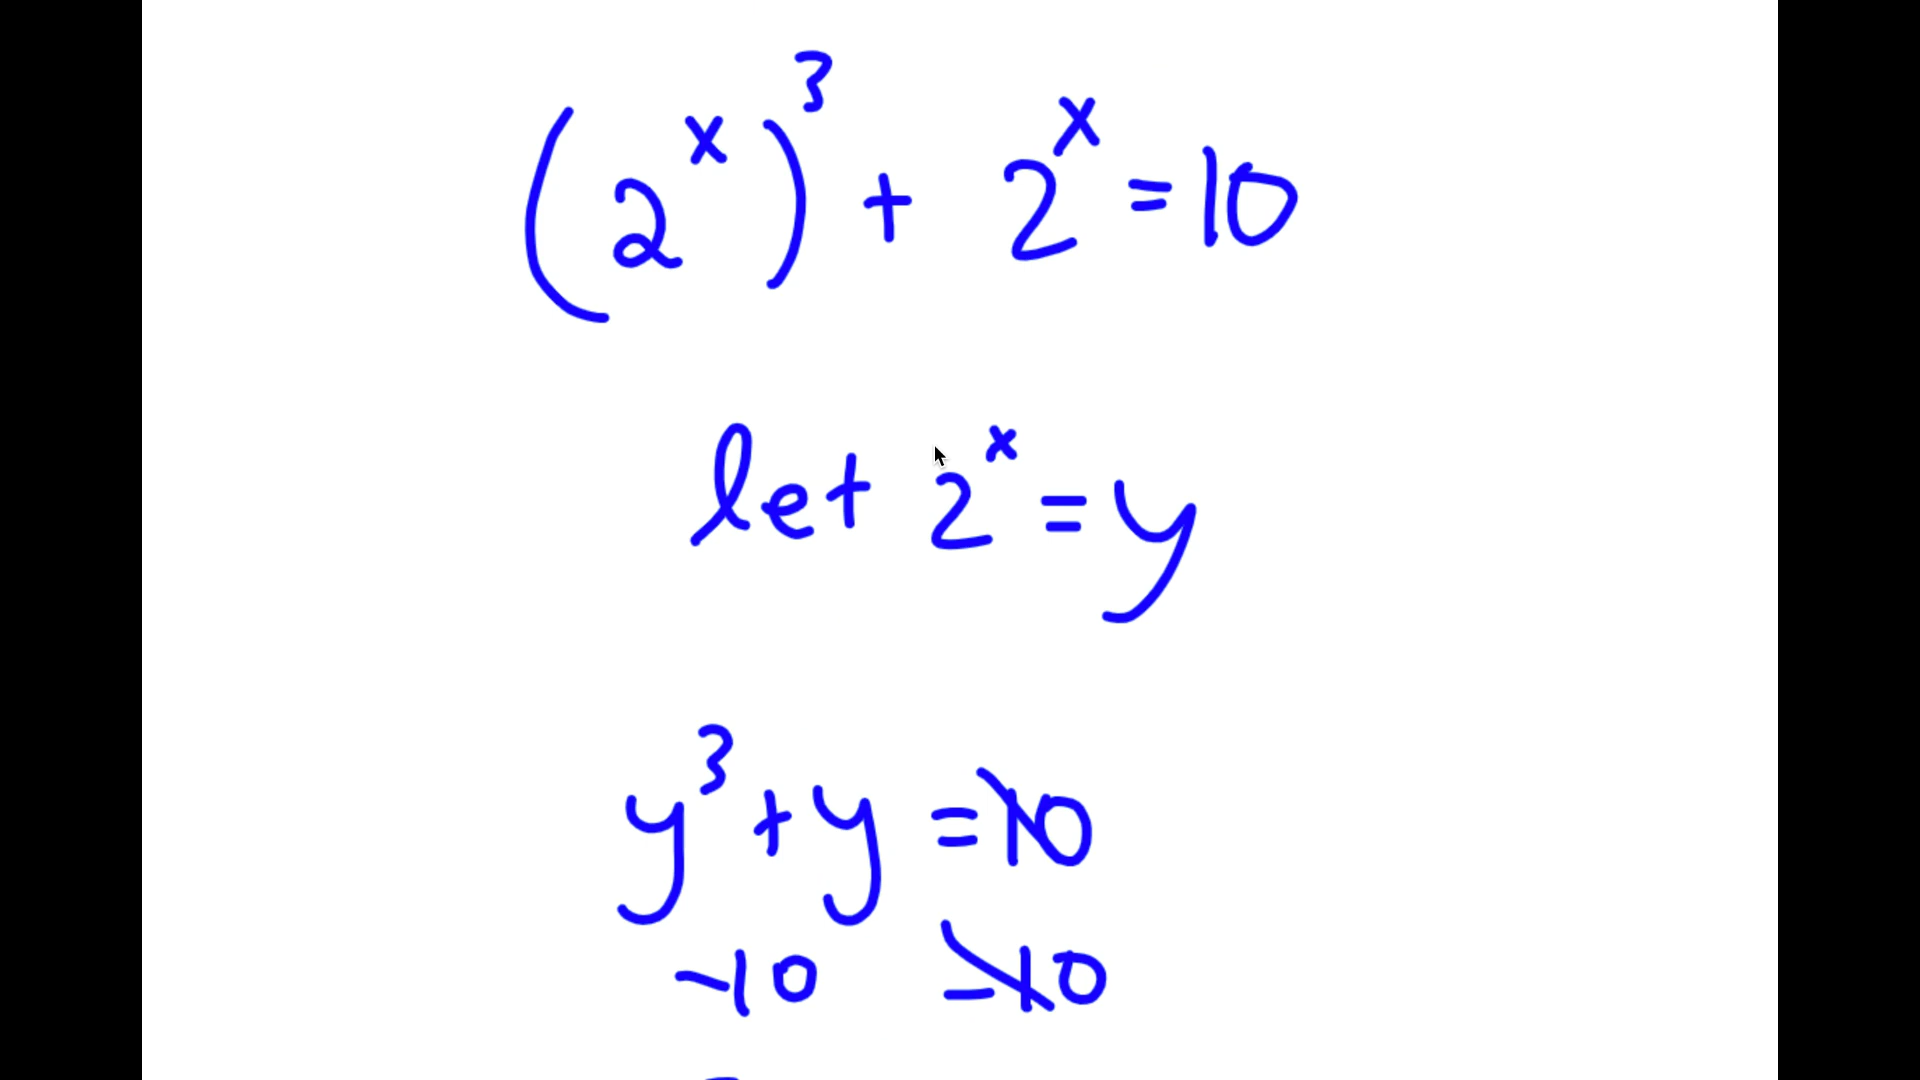 (2^x)^3 + 2^x = 10
let 2^x = y
y^3 + y = 10
-10 -10